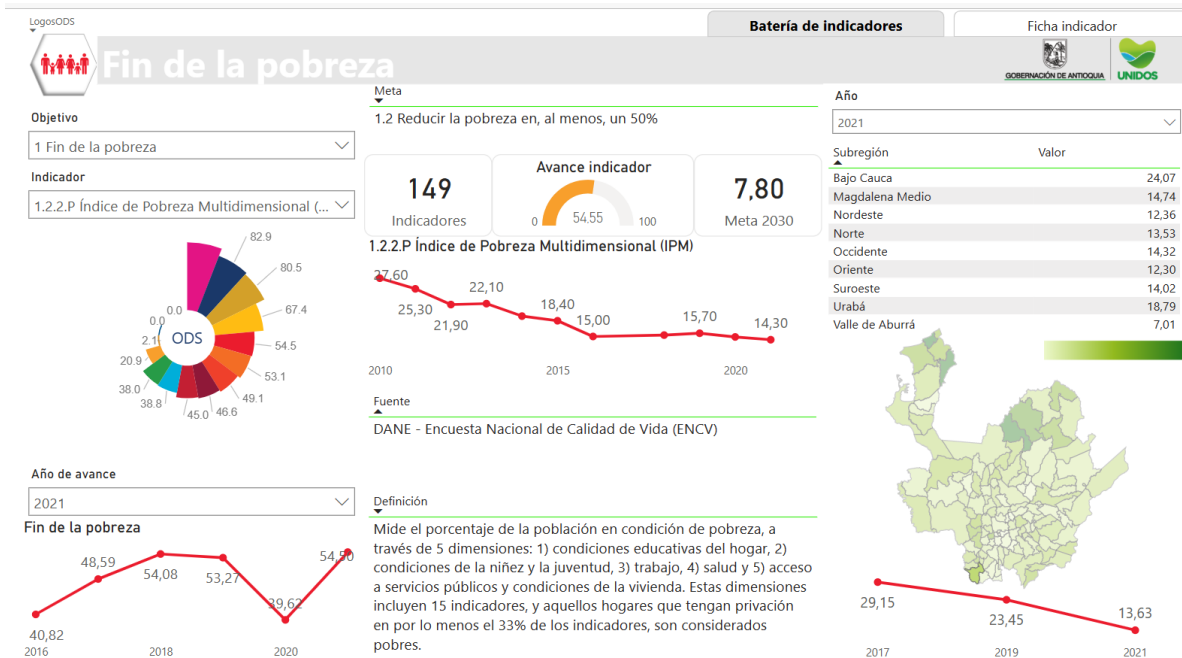 LogosODS
Batería de indicadores
Ficha indicador
Fin de la pobreza
GOBERNACIÓN DE ANTIOQUIA
UNIDOS
Objetivo
1 Fin de la pobreza
Indicador
1.2.2.P Índice de Pobreza Multidimensional (...
82.9
80.5
67.4
54.5
53.1
49.1
46.6
45.0
38.8
38.0
20.9
2.1
0.0
0.0
ODS
Año de avance
2021
Fin de la pobreza
40,82
48,59
54,08
53,27
39,62
54,50
2016
2018
2020
Meta
1.2 Reducir la pobreza en, al menos, un 50%
149
Indicadores
Avance indicador
0
54.55
100
7,80
Meta 2030
1.2.2.P Índice de Pobreza Multidimensional (IPM)
27,60
25,30
21,90
22,10
18,40
15,00
15,70
14,30
2010
2015
2020
Fuente
DANE - Encuesta Nacional de Calidad de Vida (ENCV)
Definición
Mide el porcentaje de la población en condición de pobreza, a
través de 5 dimensiones: 1) condiciones educativas del hogar, 2)
condiciones de la niñez y la juventud, 3) trabajo, 4) salud y 5) acceso
a servicios públicos y condiciones de la vivienda. Estas dimensiones
incluyen 15 indicadores, y aquellos hogares que tengan privación
en por lo menos el 33% de los indicadores, son considerados
pobres.
Año
2021
Subregión Valor
Bajo Cauca 24,07
Magdalena Medio 14,74
Nordeste 12,36
Norte 13,53
Occidente 14,32
Oriente 12,30
Suroeste 14,02
Urabá 18,79
Valle de Aburrá 7,01
29,15
23,45
13,63
2017
2019
2021